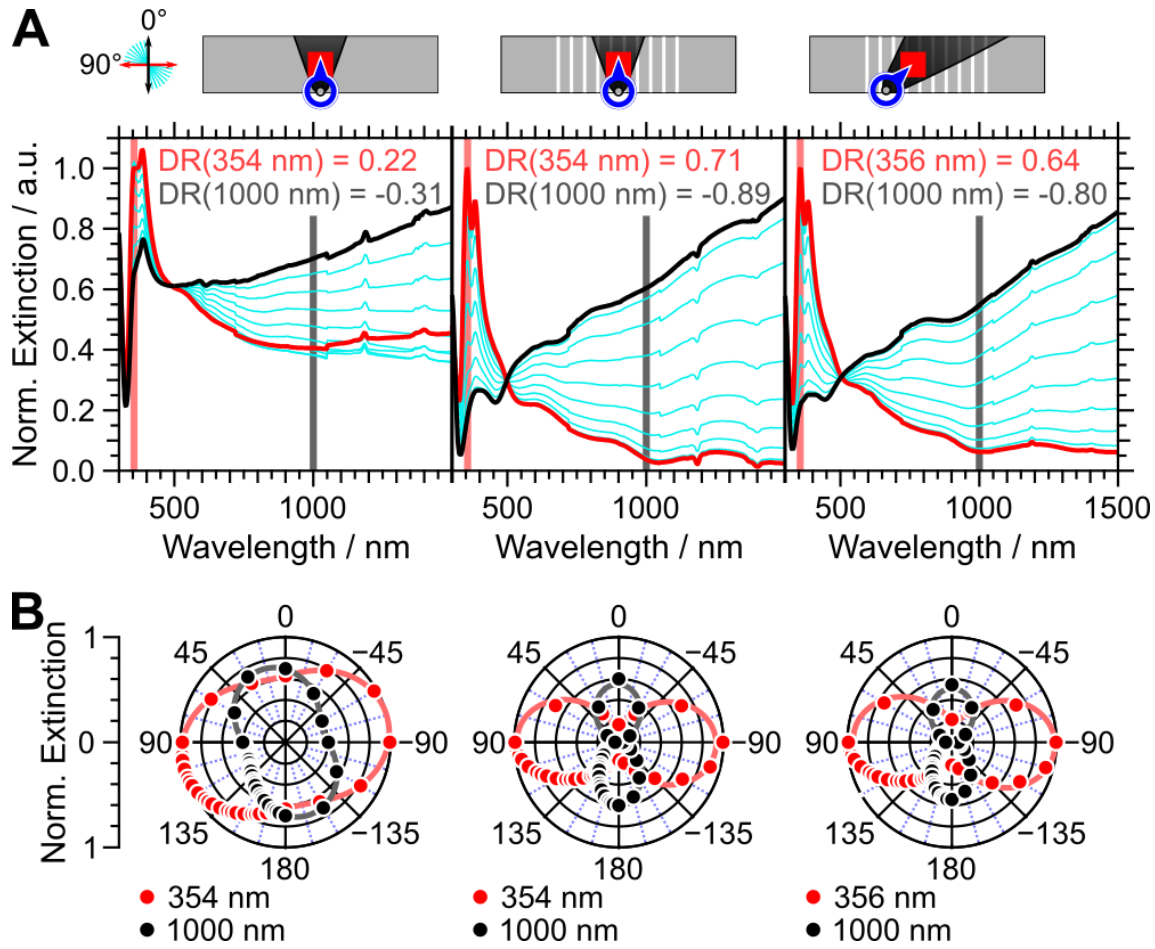 A
0°
90°
DR(354 nm) = 0.22
DR(1000 nm) = -0.31
DR(354 nm) = 0.71
DR(1000 nm) = -0.89
DR(356 nm) = 0.64
DR(1000 nm) = -0.80
Norm. Extinction / a.u.
1.0
0.8
0.6
0.4
0.2
0.0
500 1000
500 1000
500 1000 1500
Wavelength / nm
Wavelength / nm
Wavelength / nm
B
Norm. Extinction
1
0
1
0
45 −45
90 −90
135 −135
180
354 nm
1000 nm
0
45 −45
90 −90
135 −135
180
354 nm
1000 nm
0
45 −45
90 −90
135 −135
180
356 nm
1000 nm